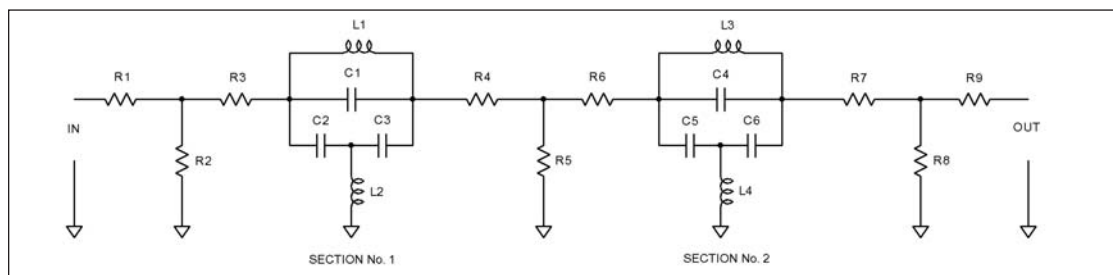 L1
L3
R1
R3
C1
R4
R6
C4
R7
R9
C2
C3
C5
C6
IN
OUT
R2
R5
R8
L2
L4
SECTION No. 1
SECTION No. 2